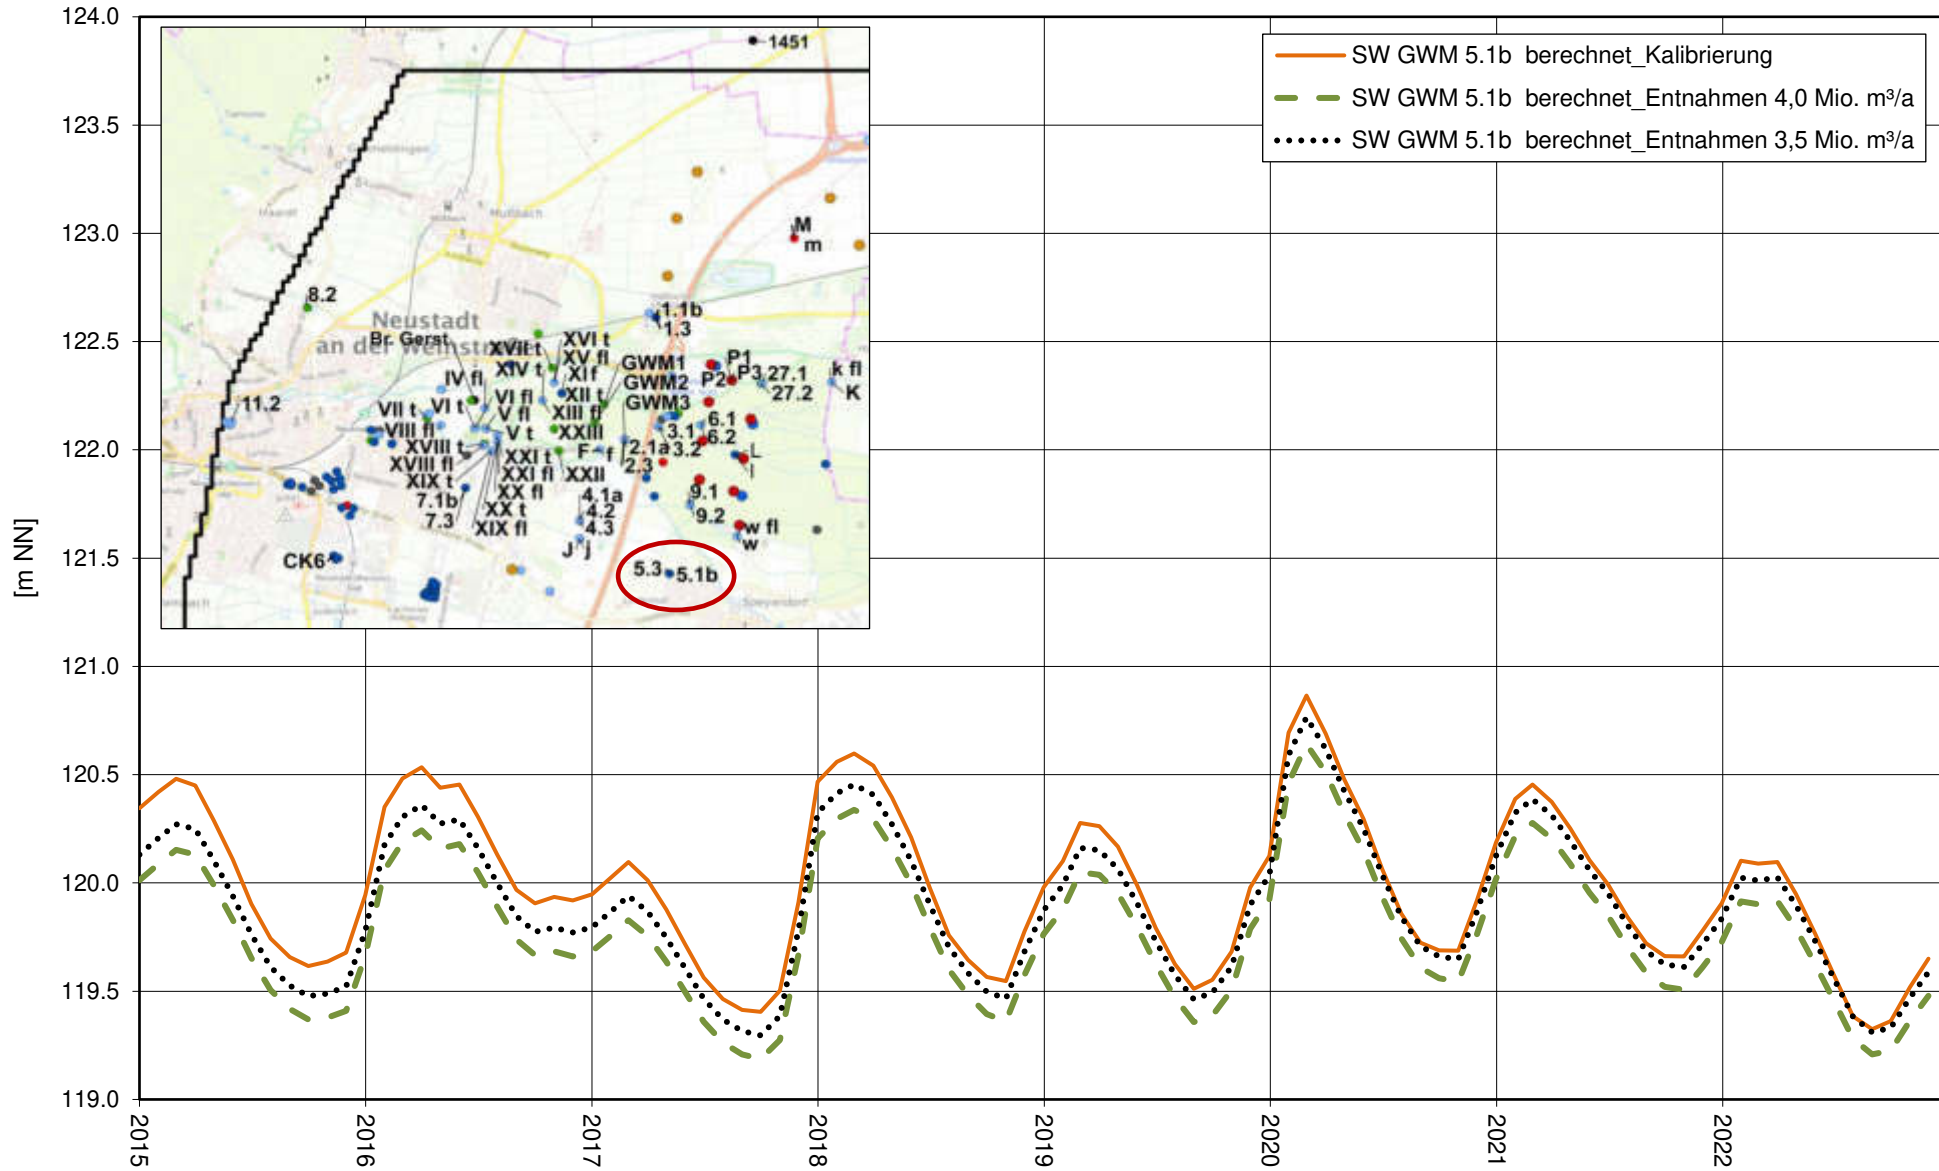 124.0
123.5
123.0
122.5
122.0
121.5
121.0
120.5
120.0
119.5
119.0
[m NN]
2015
2016
2017
2018
2019
2020
2021
2022
SW GWM 5.1b berechnet_Kalibrierung
SW GWM 5.1b berechnet_Entnahmen 4,0 Mio. m³/a
SW GWM 5.1b berechnet_Entnahmen 3,5 Mio. m³/a
1451
M
m
8.2
Neustadt
an der Weinstraße
Br. Gerst
1.1b
1.3
XVI t
XVII t
XV fl
XIV t
XI f
XII t
XIII fl
XXIII
GWM1
GWM2
GWM3
P1
P2
P3
27.1
27.2
k fl
K
11.2
IV fl
VI fl
VII t
VI t
V fl
VIII fl
V t
XVIII t
XVIII fl
XXI t
XXI fl
XXII
XIX t
XX fl
XX t
XIX fl
7.1b
7.3
F
f
2.1a
2.3
3.1
3.2
6.1
6.2
L
l
4.1a
4.2
4.3
J
j
9.1
9.2
w fl
w
CK6
5.3
5.1b
Mußbach
Haardt
Speyerdorf